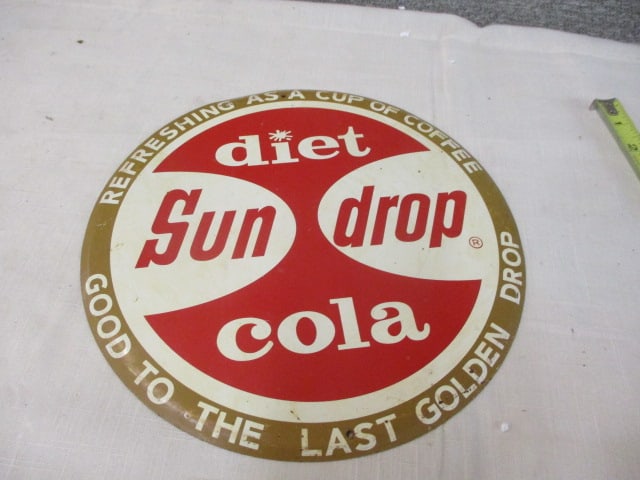 REFRESHING AS A CUP OF COFFEE
diet
Sun drop ®
cola
GOOD TO THE LAST GOLDEN DROP